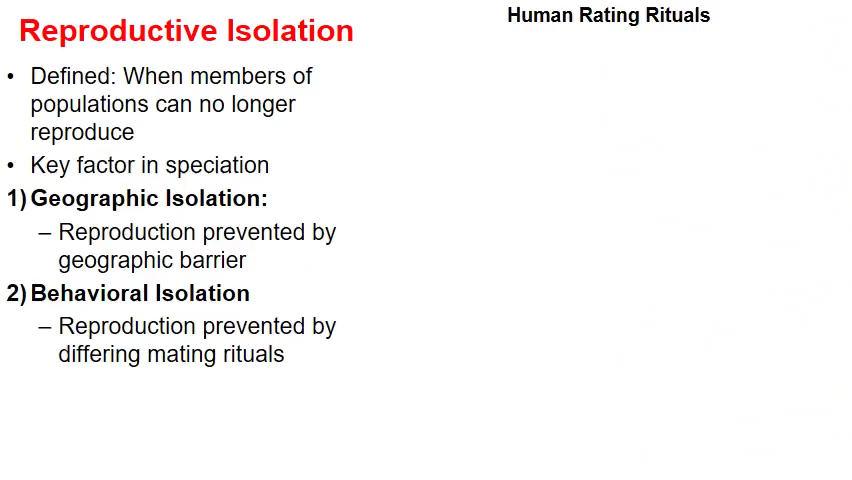 Reproductive Isolation
• Defined: When members of
populations can no longer
reproduce
• Key factor in speciation
1) Geographic Isolation:
– Reproduction prevented by
geographic barrier
2) Behavioral Isolation
– Reproduction prevented by
differing mating rituals
Human Rating Rituals